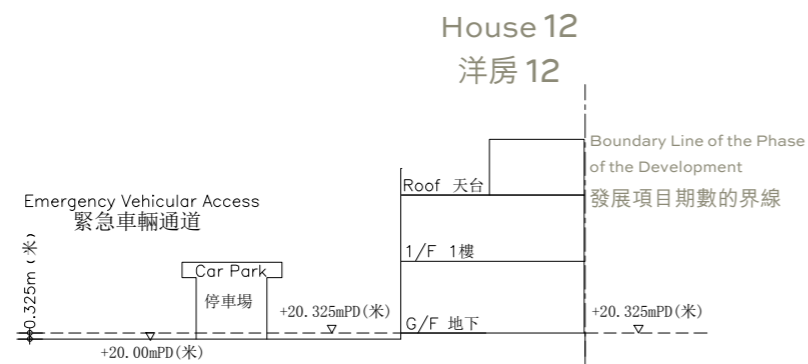 House 12
洋房 12
Boundary Line of the Phase
of the Development
發展項目期數的界線
Roof 天台
Emergency Vehicular Access
緊急車輛通道
1/F 1樓
Car Park
停車場
0.325m (米)
+20.325mPD(米)
G/F 地下
+20.325mPD(米)
+20.00mPD(米)